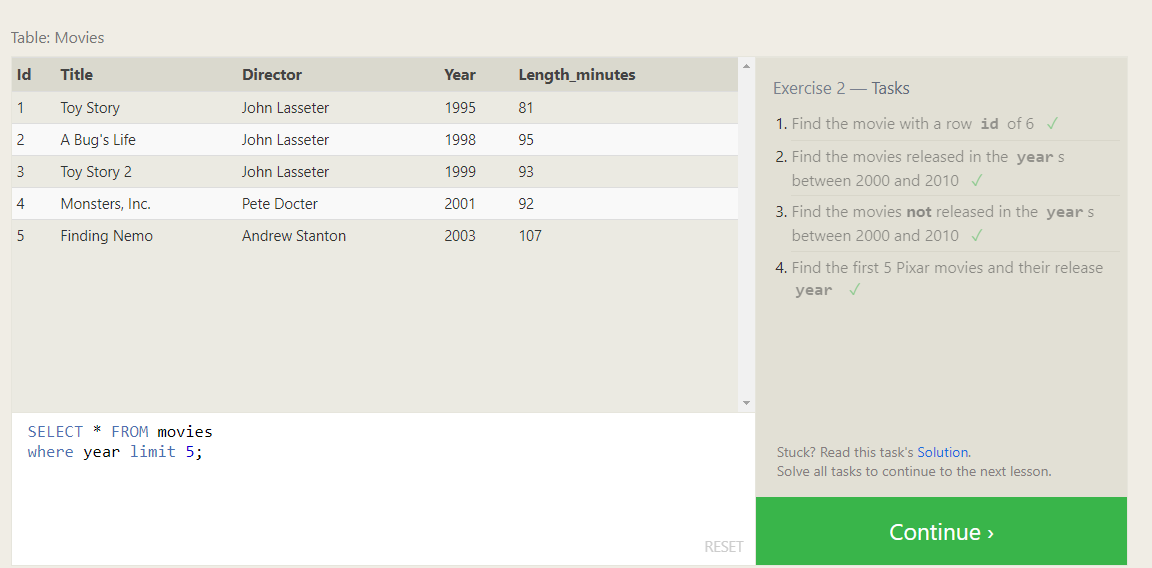 Table: Movies
Id Title Director Year Length_minutes
1 Toy Story John Lasseter 1995 81
2 A Bug's Life John Lasseter 1998 95
3 Toy Story 2 John Lasseter 1999 93
4 Monsters, Inc. Pete Docter 2001 92
5 Finding Nemo Andrew Stanton 2003 107
SELECT * FROM movies
where year limit 5;
RESET
Exercise 2 — Tasks
1. Find the movie with a row id of 6 ✓
2. Find the movies released in the year s
between 2000 and 2010 ✓
3. Find the movies not released in the year s
between 2000 and 2010 ✓
4. Find the first 5 Pixar movies and their release
year ✓
Stuck? Read this task's Solution.
Solve all tasks to continue to the next lesson.
Continue ›